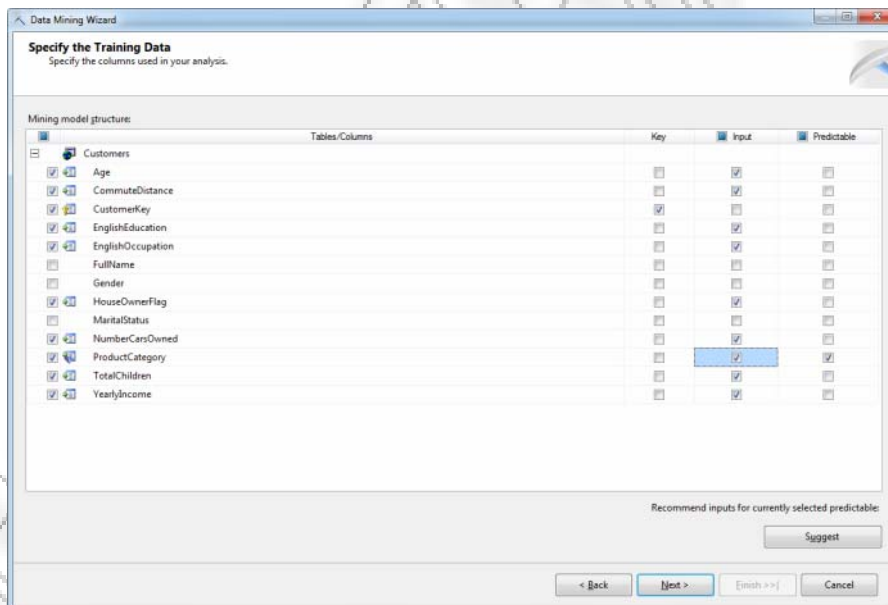 Data Mining Wizard
Specify the Training Data
Specify the columns used in your analysis.
Mining model structure:
Tables/Columns Key Input Predictable
Customers
Age
CommuteDistance
CustomerKey
EnglishEducation
EnglishOccupation
FullName
Gender
HouseOwnerFlag
MaritalStatus
NumberCarsOwned
ProductCategory
TotalChildren
YearlyIncome
Recommend inputs for currently selected predictable:
Suggest
< Back Next > Finish >>| Cancel